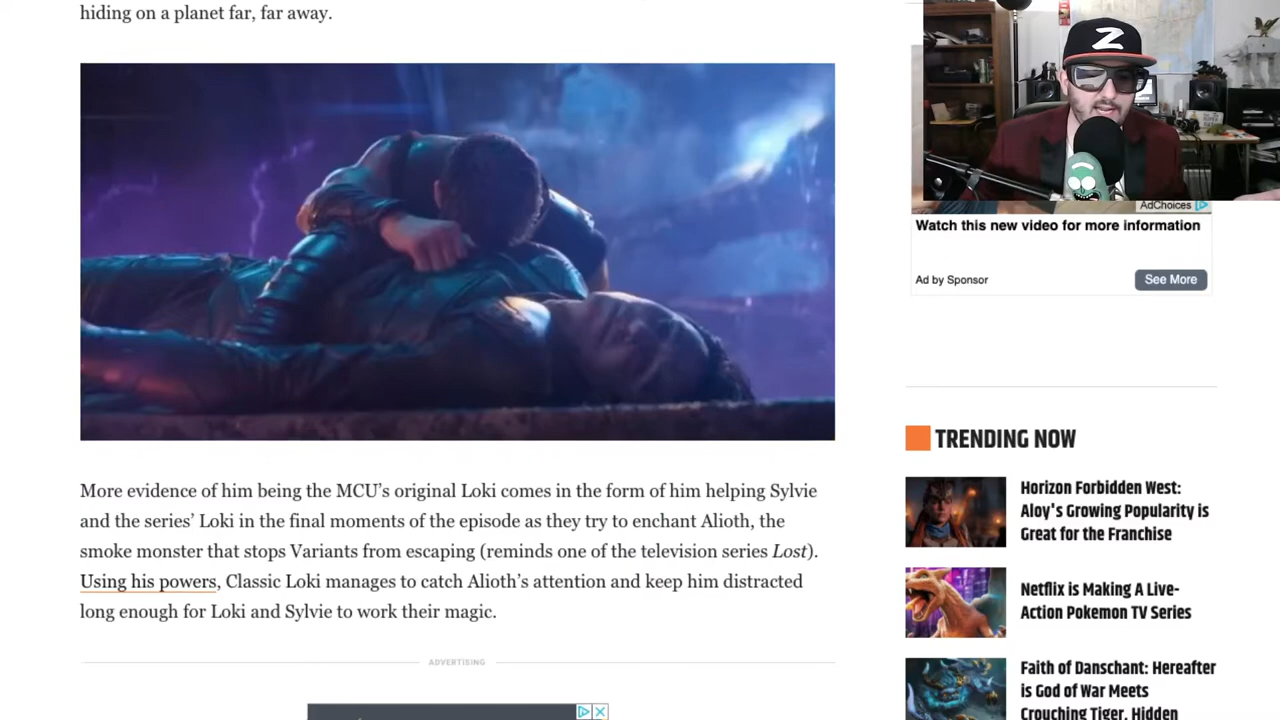 hiding on a planet far, far away.
Z
AdChoices
Watch this new video for more information
Ad by Sponsor
See More
More evidence of him being the MCU's original Loki comes in the form of him helping Sylvie
and the series' Loki in the final moments of the episode as they try to enchant Alioth, the
smoke monster that stops Variants from escaping (reminds one of the television series Lost).
Using his powers, Classic Loki manages to catch Alioth's attention and keep him distracted
long enough for Loki and Sylvie to work their magic.
ADVERTISING
TRENDING NOW
Horizon Forbidden West:
Aloy's Growing Popularity is
Great for the Franchise
Netflix is Making A Live-
Action Pokemon TV Series
Faith of Danschant: Hereafter
is God of War Meets
Crouching Tiger, Hidden